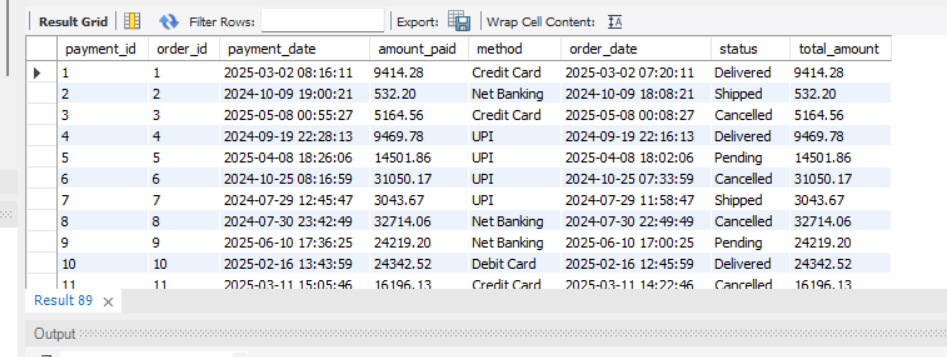 Result Grid Filter Rows: Export: Wrap Cell Content: IA
payment_id order_id payment_date amount_paid method order_date status total_amount
1 1 2025-03-02 08:16:11 9414.28 Credit Card 2025-03-02 07:20:11 Delivered 9414.28
2 2 2024-10-09 19:00:21 532.20 Net Banking 2024-10-09 18:08:21 Shipped 532.20
3 3 2025-05-08 00:55:27 5164.56 Credit Card 2025-05-08 00:08:27 Cancelled 5164.56
4 4 2024-09-19 22:28:13 9469.78 UPI 2024-09-19 22:16:13 Delivered 9469.78
5 5 2025-04-08 18:26:06 14501.86 UPI 2025-04-08 18:02:06 Pending 14501.86
6 6 2024-10-25 08:16:59 31050.17 UPI 2024-10-25 07:33:59 Cancelled 31050.17
7 7 2024-07-29 12:45:47 3043.67 UPI 2024-07-29 11:58:47 Shipped 3043.67
8 8 2024-07-30 23:42:49 32714.06 Net Banking 2024-07-30 22:49:49 Cancelled 32714.06
9 9 2025-06-10 17:36:25 24219.20 Net Banking 2025-06-10 17:00:25 Pending 24219.20
10 10 2025-02-16 13:43:59 24342.52 Debit Card 2025-02-16 12:45:59 Delivered 24342.52
11 11 2025-03-11 15:05:46 16196.13 Credit Card 2025-03-11 14:22:46 Cancelled 16196.13
Result 89
Output